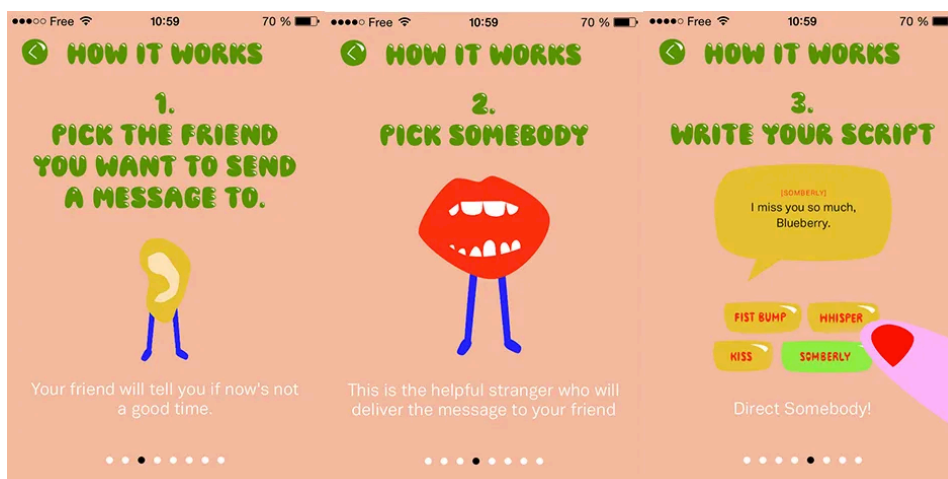 Free 10:59 70 %
HOW IT WORKS
1.
PICK THE FRIEND
YOU WANT TO SEND
A MESSAGE TO.
Your friend will tell you if now's not
a good time.
Free 10:59 70 %
HOW IT WORKS
2.
PICK SOMEBODY
This is the helpful stranger who will
deliver the message to your friend
Free 10:59 70 %
HOW IT WORKS
3.
WRITE YOUR SCRIPT
[SOMBERLY]
I miss you so much,
Blueberry.
FIST BUMP WHISPER
KISS SOMBERLY
Direct Somebody!